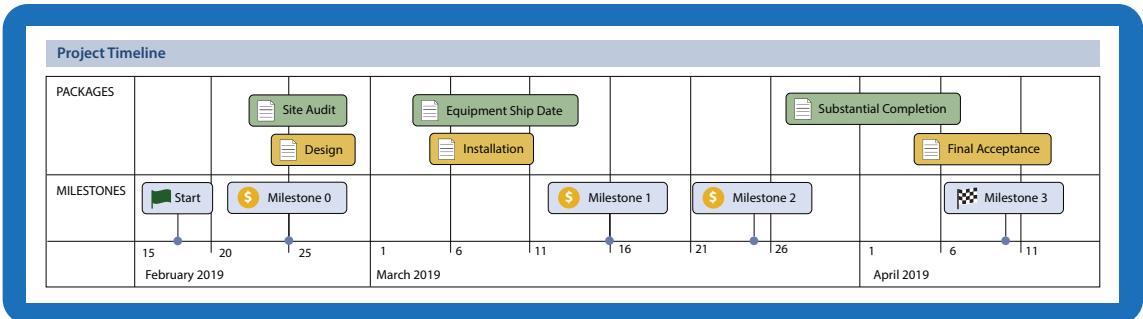 Project Timeline
PACKAGES
Site Audit
Equipment Ship Date
Substantial Completion
Design
Installation
Final Acceptance
MILESTONES
Start
$ Milestone 0
$ Milestone 1
$ Milestone 2
Milestone 3
15 20 25 1 6 11 16 21 26 1 6 11
February 2019 March 2019 April 2019